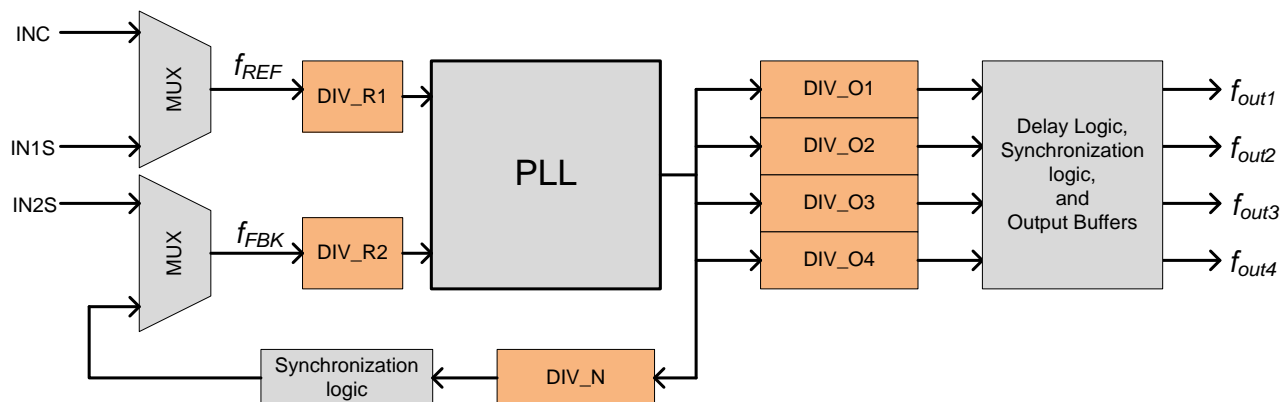 INC
IN1S
IN2S
MUX
MUX
fREF
fFBK
DIV_R1
DIV_R2
PLL
DIV_O1
DIV_O2
DIV_O3
DIV_O4
Delay Logic,
Synchronization
logic,
and
Output Buffers
fout1
fout2
fout3
fout4
Synchronization
logic
DIV_N